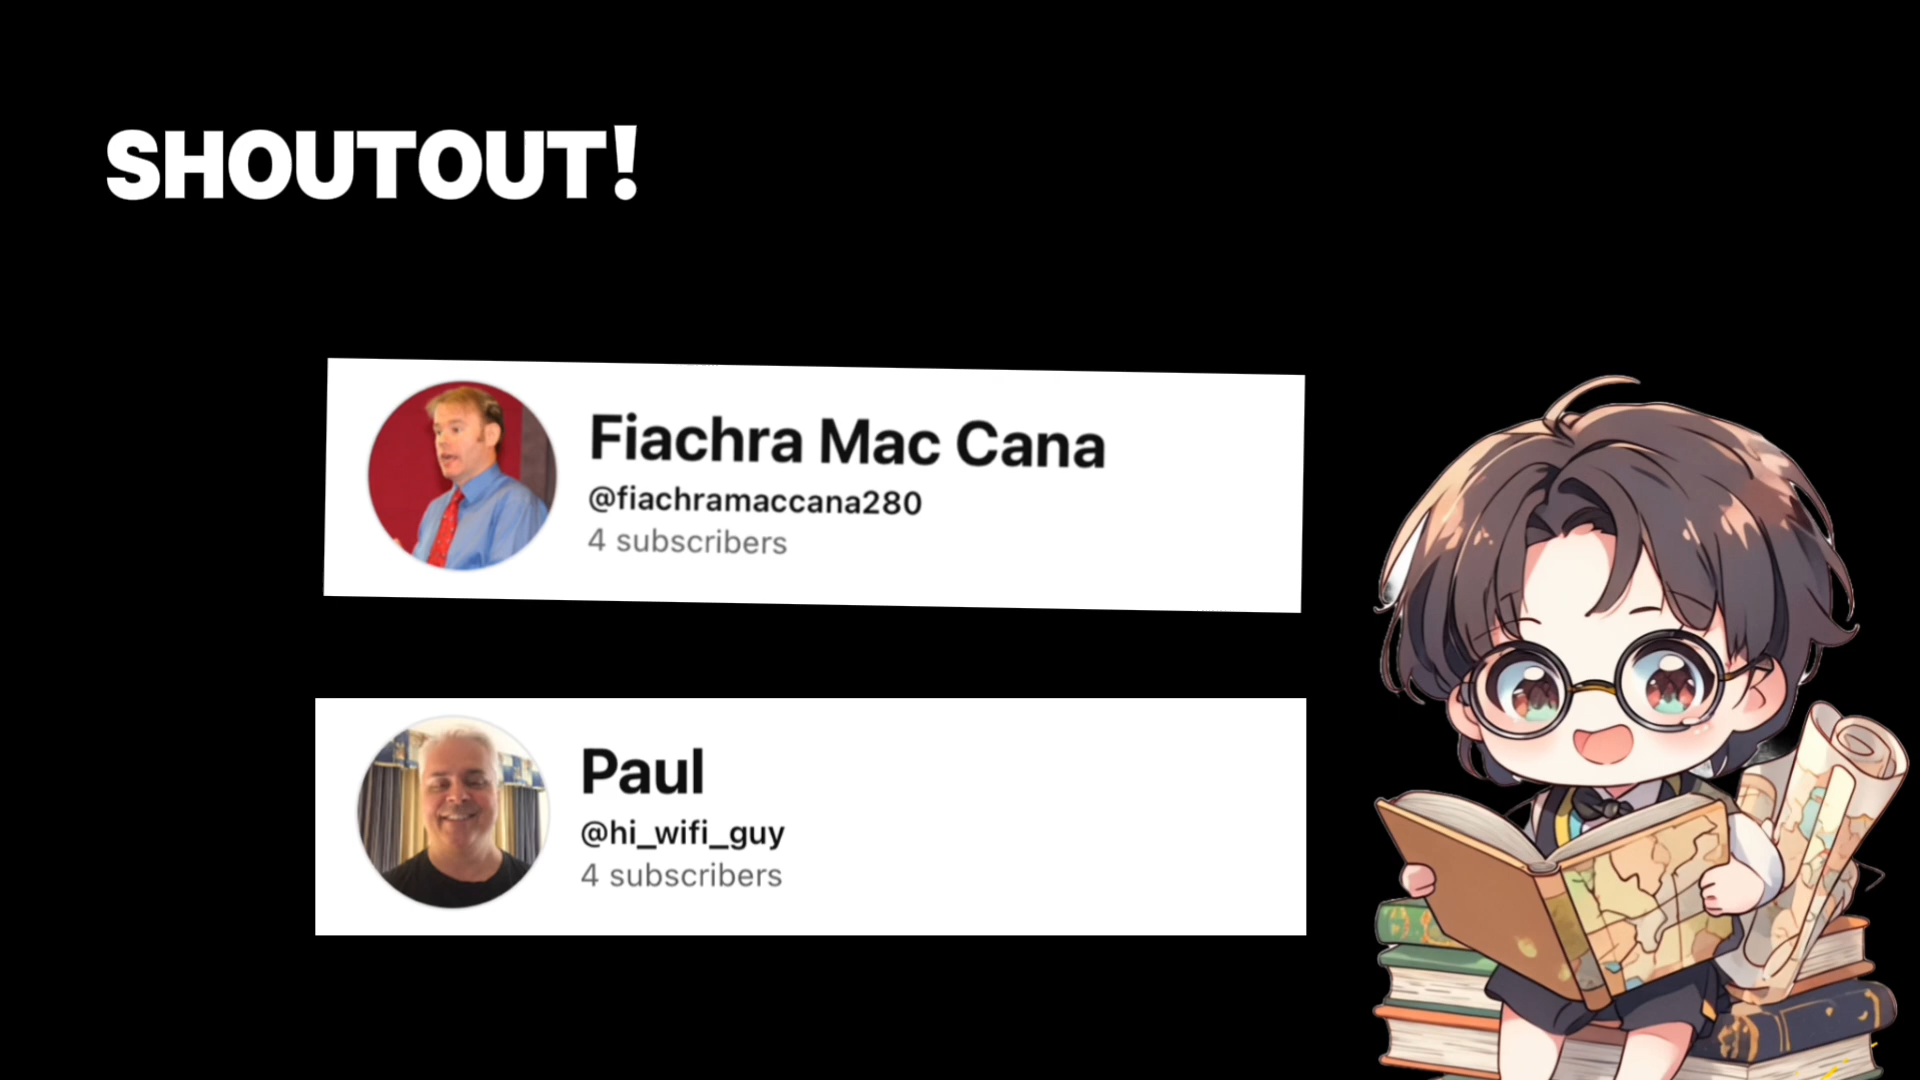 SHOUTOUT!
Fiachra Mac Cana
@fiachramaccana280
4 subscribers
Paul
@hi_wifi_guy
4 subscribers